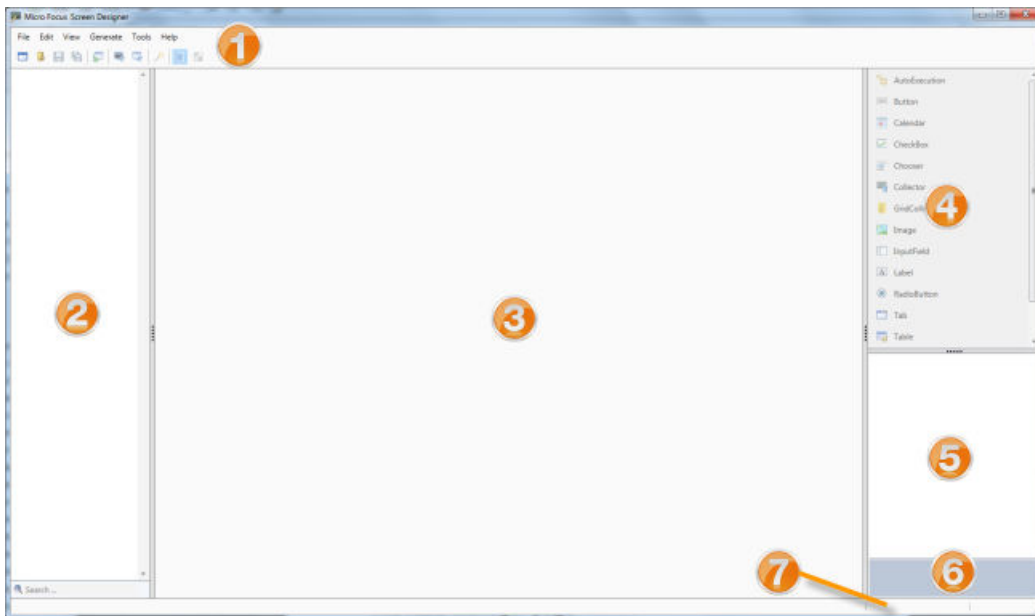 Micro Focus Screen Designer
File Edit View Generate Tools Help
1
AutoExecution
Button
Calendar
CheckBox
Chooser
Collector
4
Image
InputField
Label
RadioButton
Tab
Table
2
3
5
7
6
Search...